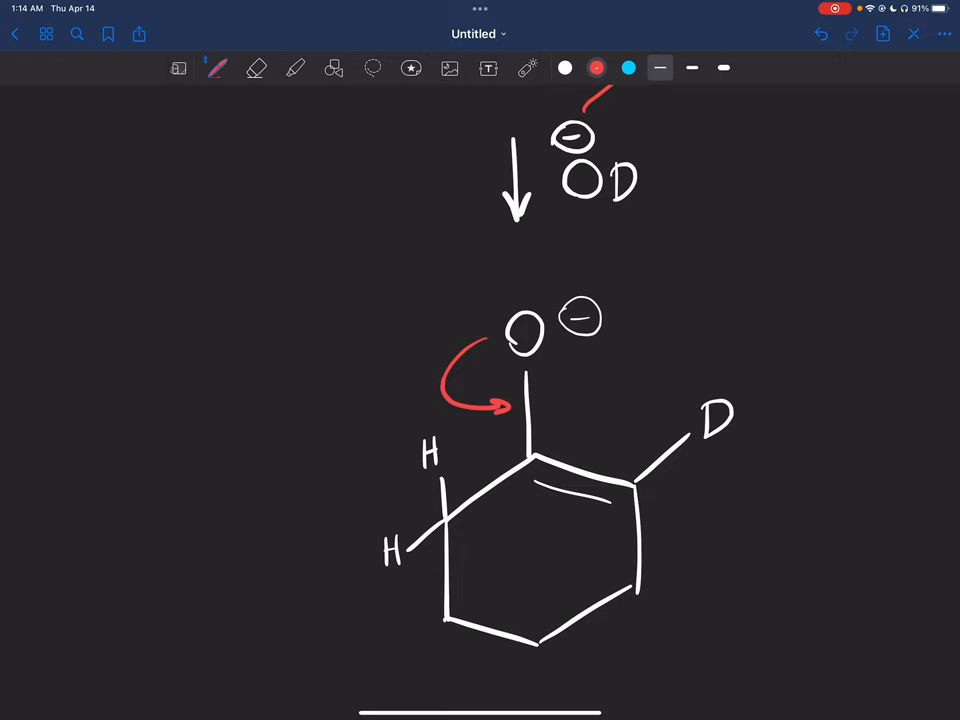 1:14 AM Thu Apr 14
91%
Untitled
⊖
OD
O ⊖
D
H
H